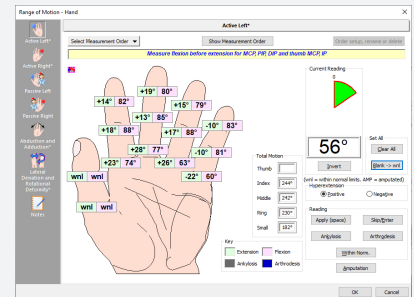 Range of Motion - Hand
Active Left*
Select Measurement Order
Show Measurement Order
Order setup, rename or delete
Measure flexion before extension for MCP, PIP, DIP and thumb MCP, IP
Active Left*
Active Right*
Passive Left
Passive Right
Abduction and
Adduction*
Lateral
Deviation and
Rotational
Deformity*
Notes
+19° 80°
+14° 82°
+15° 79°
+13° 85°
-10° 83°
+18° 88°
+17° 88°
+28° 77°
-10° 81°
+23° 74°
+26° 63°
wnl wnl
-22° 60°
wnl wnl
Total Motion
Thumb
Index 244°
Middle 242°
Ring 230°
Small 182°
Key
Extension
Flexion
Ankylosis
Arthrodesis
Current Reading
0
56°
Invert
Set All
Clear All
Blank -> wnl
(wnl = within normal limits. AMP = amputated)
Hyperextension
Positive
Negative
Reading
Apply (space)
Skip/Enter
Ankylosis
Arthrodesis
Within Norm.
Amputation
OK
Cancel